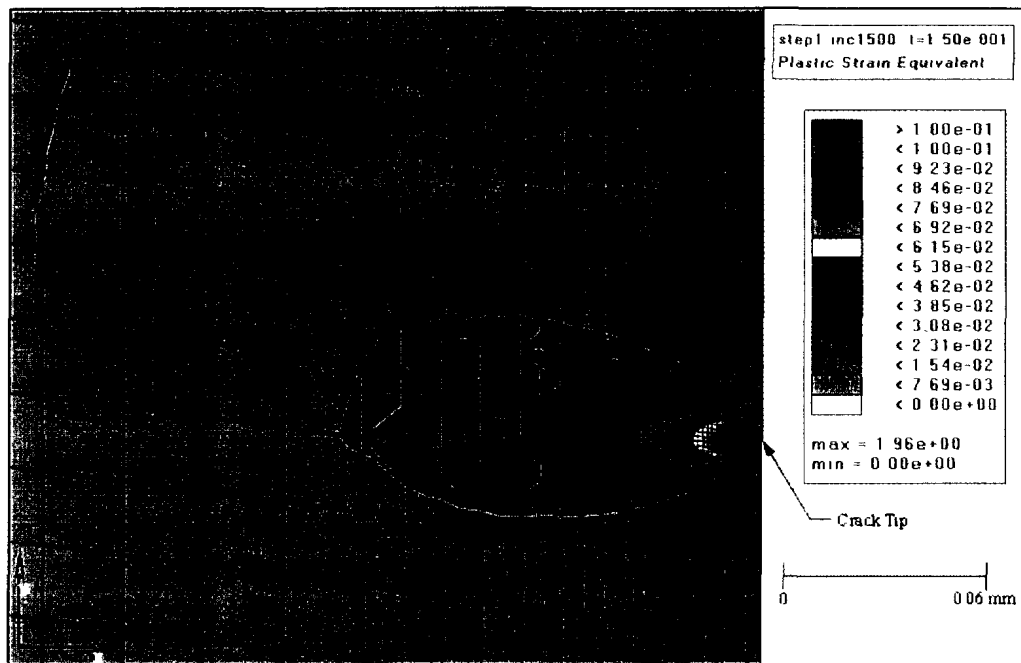 step1 inc1500 t=1 50e 001
Plastic Strain Equivalent
> 1 00e-01
< 1 00e-01
< 9 23e-02
< 8 46e-02
< 7 69e-02
< 6 92e-02
< 6 15e-02
< 5 38e-02
< 4 62e-02
< 3 85e-02
< 3 08e-02
< 2 31e-02
< 1 54e-02
< 7 69e-03
< 0 00e+00
max = 1 96e+00
min = 0 00e+00
Crack Tip
0 0 06 mm